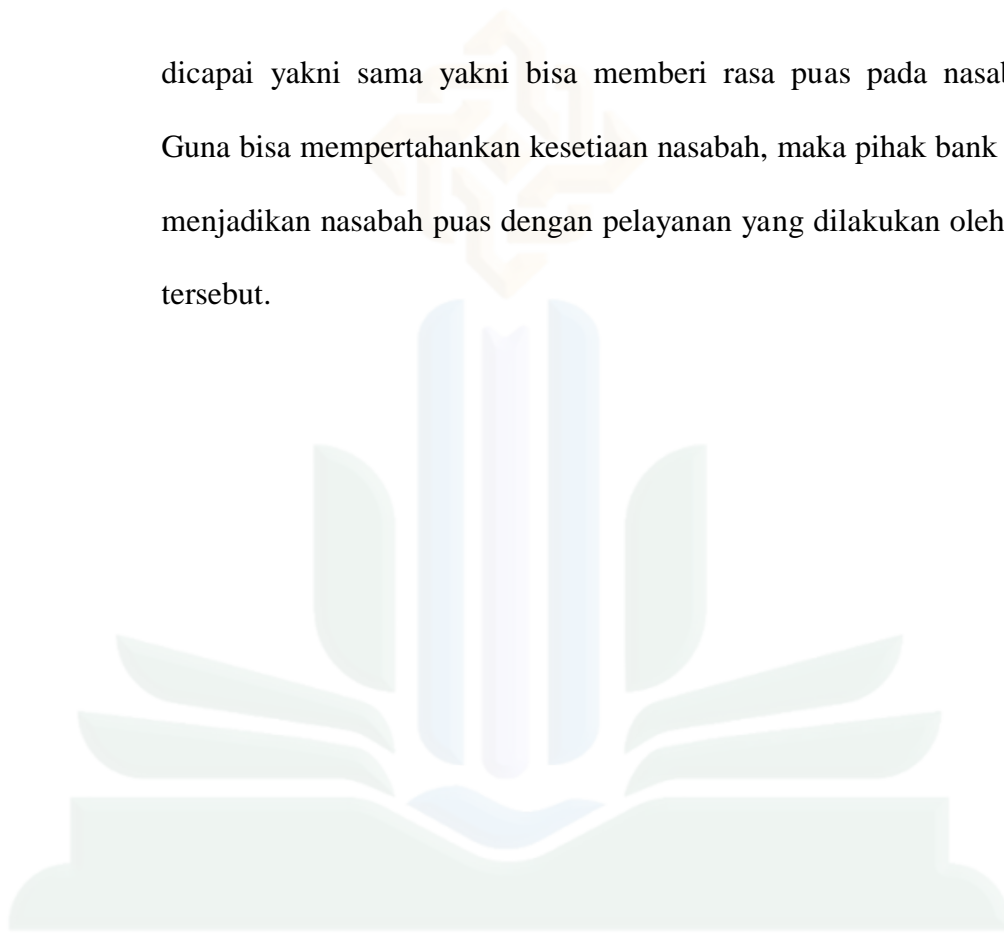 dicapai yakni sama yakni bisa memberi rasa puas pada
Guna bisa mempertahankan kesetiaan nasabah, maka pihak bank
menjadikan nasabah puas dengan pelayanan yang dilakukan oleh
tersebut.